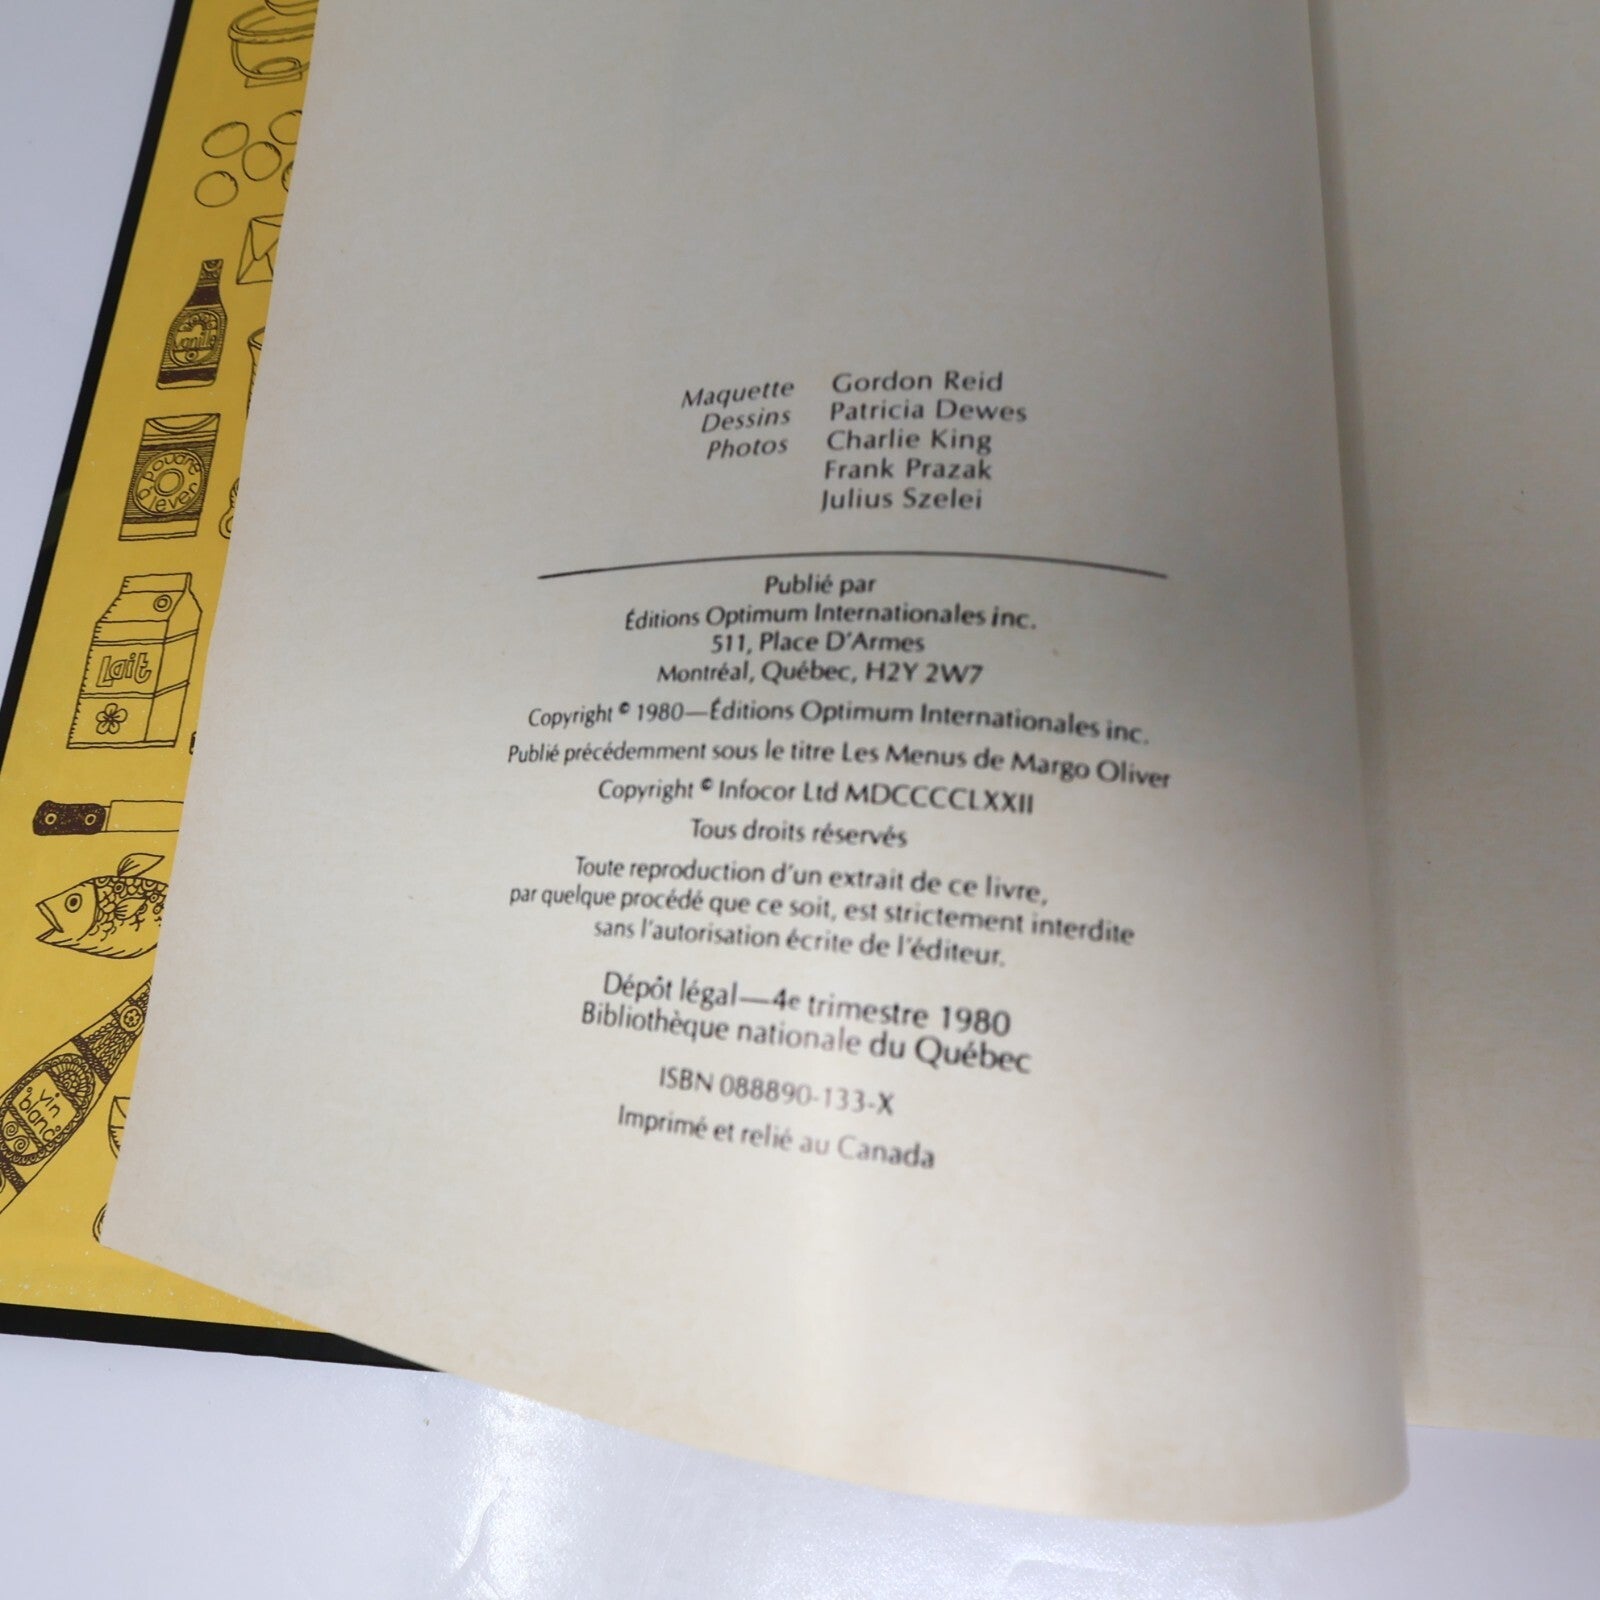 Maquette Gordon Reid
Dessins Patricia Dewes
Photos Charlie King
Frank Prazak
Julius Szelei
Publié par
Éditions Optimum Internationales inc.
511, Place D'Armes
Montréal, Québec, H2Y 2W7
Copyright © 1980—Éditions Optimum Internationales inc.
Publié précédemment sous le titre Les Menus de Margo Oliver
Copyright © Infocor Ltd MDCCCCLXXII
Tous droits réservés
Toute reproduction d'un extrait de ce livre,
par quelque procédé que ce soit, est strictement interdite
sans l'autorisation écrite de l'éditeur.
Dépôt légal—4e trimestre 1980
Bibliothèque nationale du Québec
ISBN 088890-133-X
Imprimé et relié au Canada
Vanille
poudre
à lever
Lait
vin
blanc